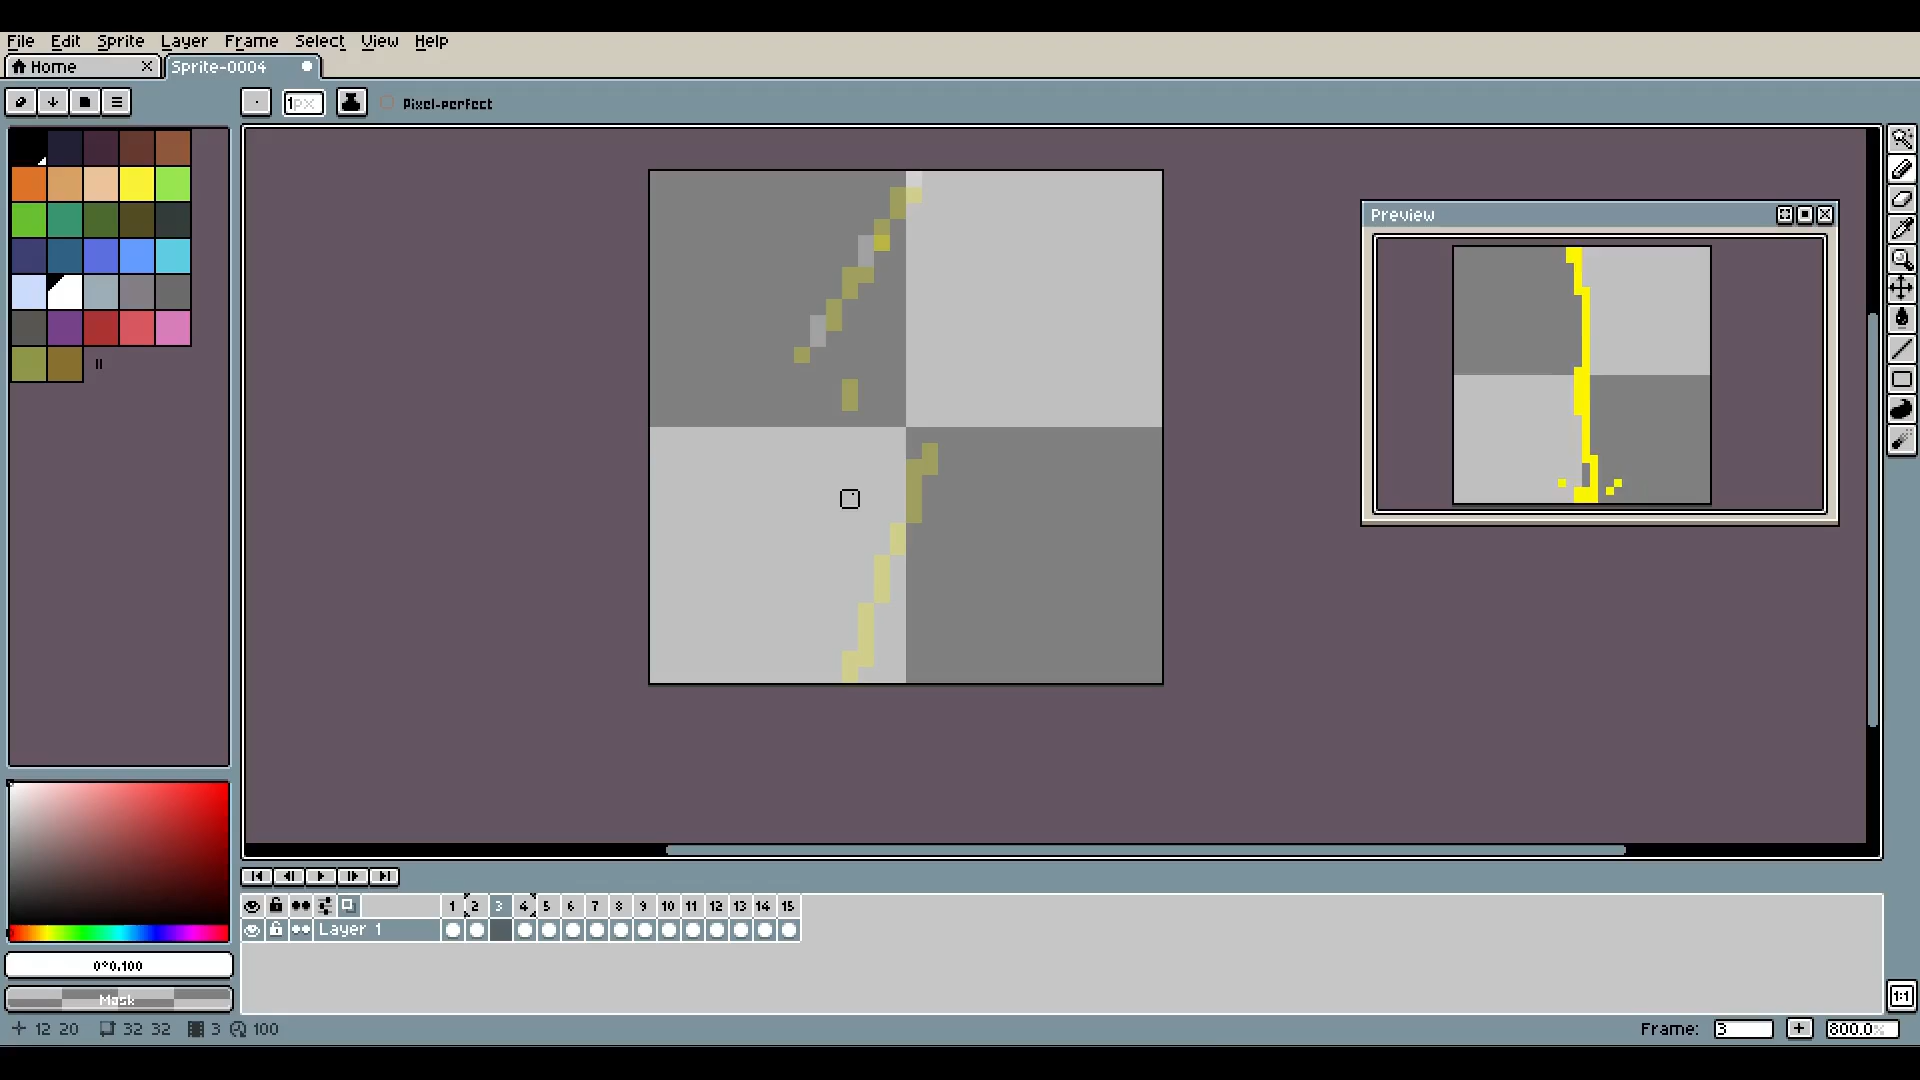 File Edit Sprite Layer Frame Select View Help
Home Sprite-0004
1px Pixel-perfect
Preview
1 2 3 4 5 6 7 8 9 10 11 12 13 14 15
Layer 1
0°0.100
Mask
12 20 32 32 3 100 Frame: 3 + 800.0%
1:1